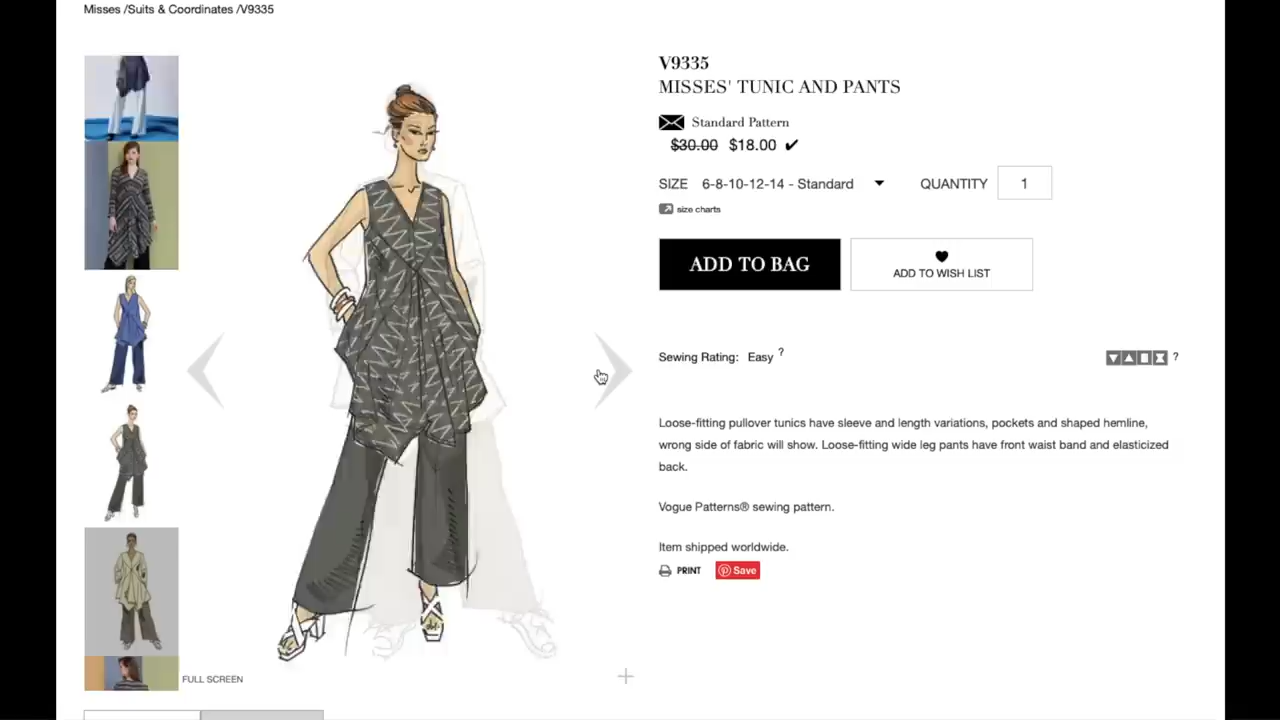 Misses /Suits & Coordinates /V9335
V9335
MISSES' TUNIC AND PANTS
Standard Pattern
$30.00 $18.00 ✔
SIZE 6-8-10-12-14 - Standard QUANTITY 1
size charts
ADD TO BAG
ADD TO WISH LIST
Sewing Rating: Easy ?
?
Loose-fitting pullover tunics have sleeve and length variations, pockets and shaped hemline,
wrong side of fabric will show. Loose-fitting wide leg pants have front waist band and elasticized
back.
Vogue Patterns® sewing pattern.
Item shipped worldwide.
PRINT Save
FULL SCREEN